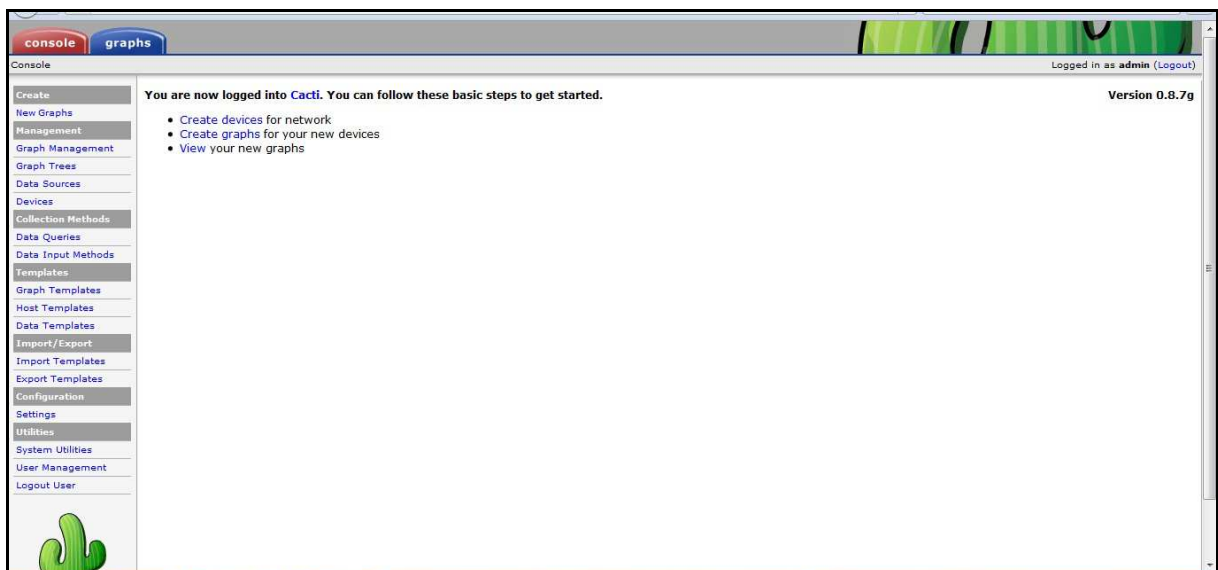 console graphs
Console
Logged in as admin (Logout)
Create
New Graphs
Management
Graph Management
Graph Trees
Data Sources
Devices
Collection Methods
Data Queries
Data Input Methods
Templates
Graph Templates
Host Templates
Data Templates
Import/Export
Import Templates
Export Templates
Configuration
Settings
Utilities
System Utilities
User Management
Logout User
You are now logged into Cacti. You can follow these basic steps to get started.
Version 0.8.7g
• Create devices for network
• Create graphs for your new devices
• View your new graphs